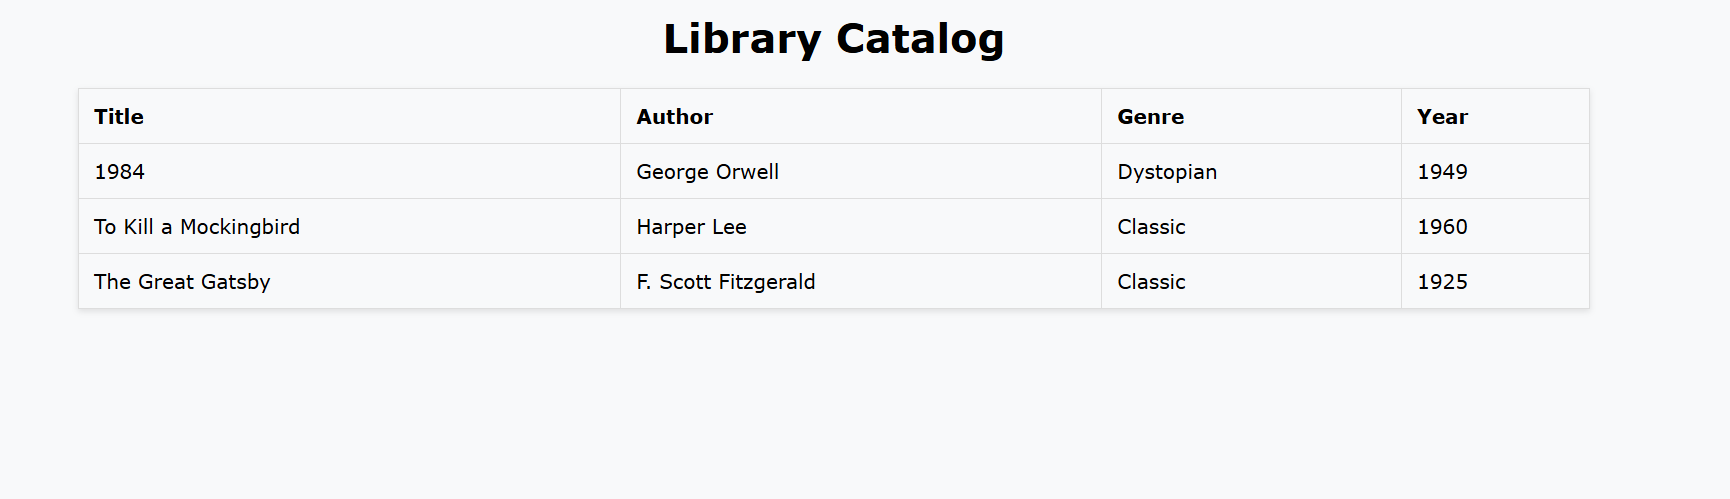 Library Catalog
Title Author Genre Year
1984 George Orwell Dystopian 1949
To Kill a Mockingbird Harper Lee Classic 1960
The Great Gatsby F. Scott Fitzgerald Classic 1925